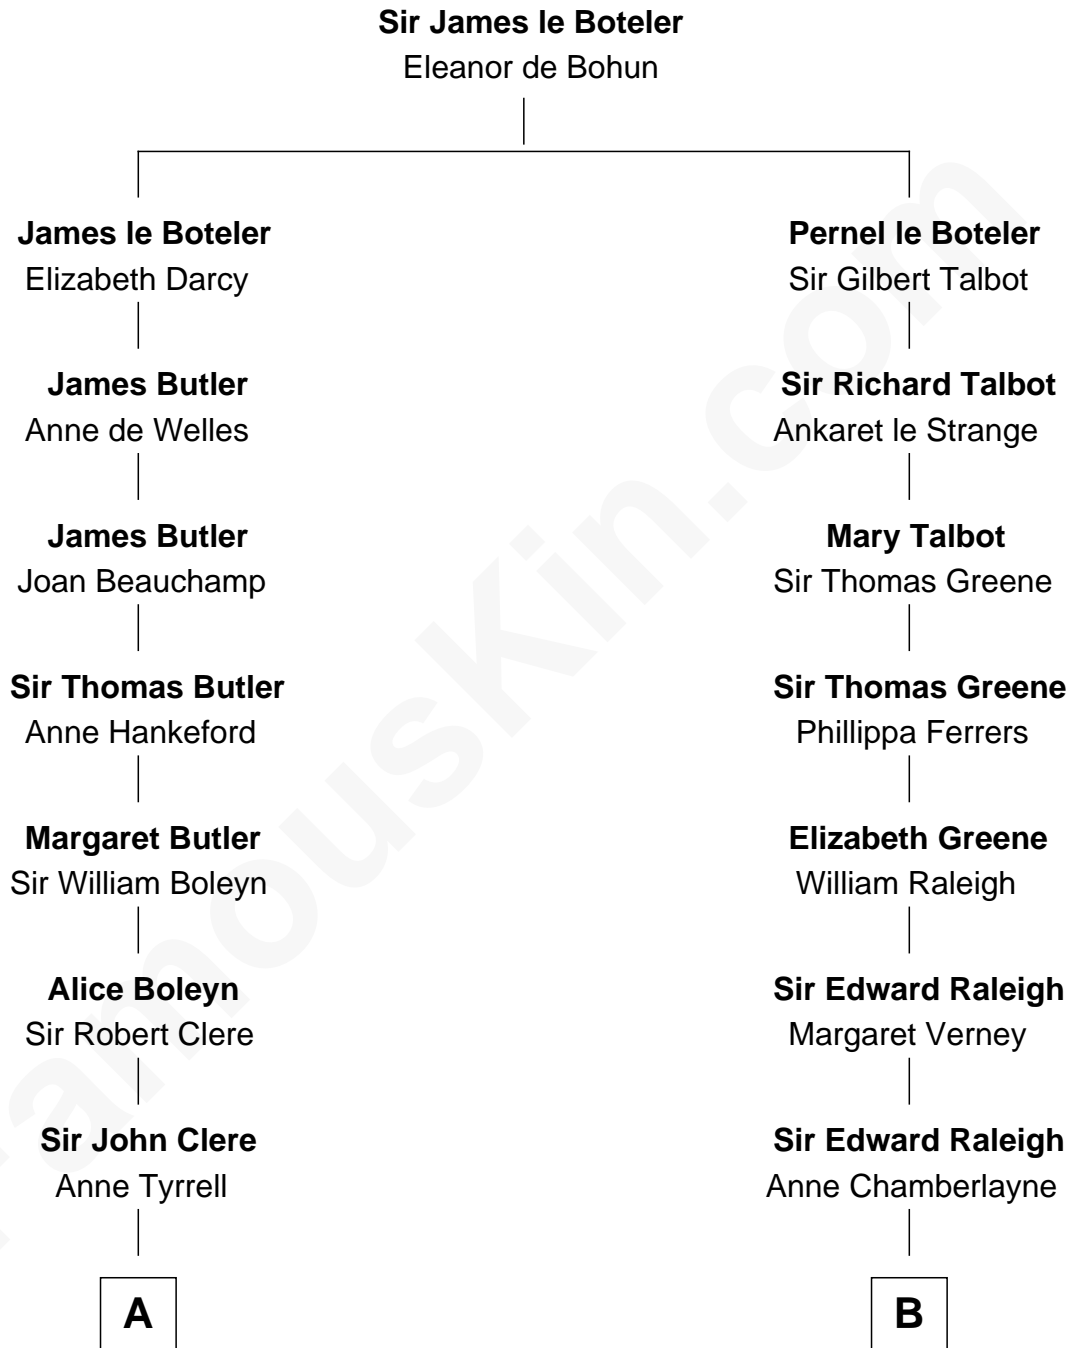 Sir James le Boteler
Eleanor de Bohun
James le Boteler
Elizabeth Darcy
Pernel le Boteler
Sir Gilbert Talbot
James Butler
Anne de Welles
Sir Richard Talbot
Ankaret le Strange
James Butler
Joan Beauchamp
Mary Talbot
Sir Thomas Greene
Sir Thomas Butler
Anne Hankeford
Sir Thomas Greene
Phillippa Ferrers
Margaret Butler
Sir William Boleyn
Elizabeth Greene
William Raleigh
Alice Boleyn
Sir Robert Clere
Sir Edward Raleigh
Margaret Verney
Sir John Clere
Anne Tyrrell
Sir Edward Raleigh
Anne Chamberlayne
A
B
FamousKin.com